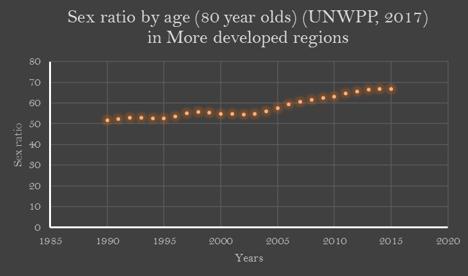 Sex ratio by age (80 year olds) (UNWPP, 2017)
in More developed regions
80
70
60
50
40
30
20
10
0
Sex ratio
1985 1990 1995 2000 2005 2010 2015 2020
Years